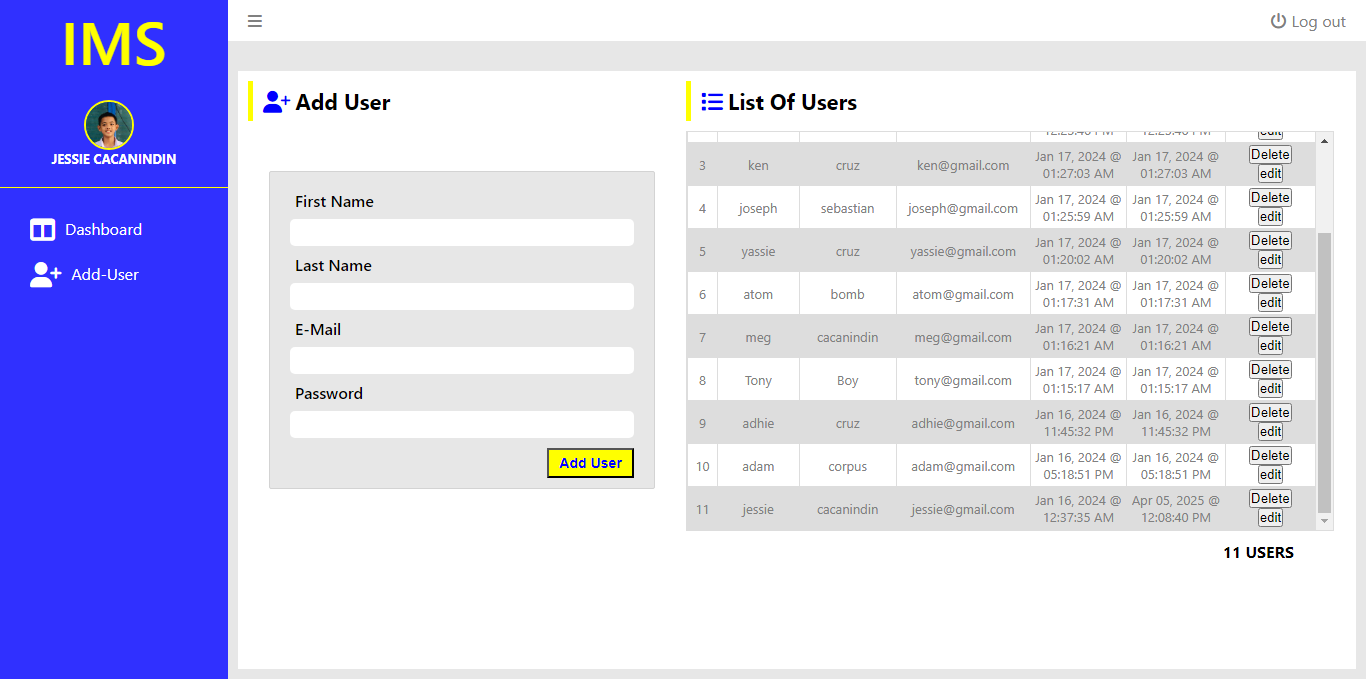 IMS
JESSIE CACANINDIN
Dashboard
Add-User
Log out
Add User
First Name
Last Name
E-Mail
Password
Add User
List Of Users
edit
3 ken cruz ken@gmail.com Jan 17, 2024 @ Jan 17, 2024 @ Delete
01:27:03 AM 01:27:03 AM edit
4 joseph sebastian joseph@gmail.com Jan 17, 2024 @ Jan 17, 2024 @ Delete
01:25:59 AM 01:25:59 AM edit
5 yassie cruz yassie@gmail.com Jan 17, 2024 @ Jan 17, 2024 @ Delete
01:20:02 AM 01:20:02 AM edit
6 atom bomb atom@gmail.com Jan 17, 2024 @ Jan 17, 2024 @ Delete
01:17:31 AM 01:17:31 AM edit
7 meg cacanindin meg@gmail.com Jan 17, 2024 @ Jan 17, 2024 @ Delete
01:16:21 AM 01:16:21 AM edit
8 Tony Boy tony@gmail.com Jan 17, 2024 @ Jan 17, 2024 @ Delete
01:15:17 AM 01:15:17 AM edit
9 adhie cruz adhie@gmail.com Jan 16, 2024 @ Jan 16, 2024 @ Delete
11:45:32 PM 11:45:32 PM edit
10 adam corpus adam@gmail.com Jan 16, 2024 @ Jan 16, 2024 @ Delete
05:18:51 PM 05:18:51 PM edit
11 jessie cacanindin jessie@gmail.com Jan 16, 2024 @ Apr 05, 2025 @ Delete
12:37:35 AM 12:08:40 PM edit
11 USERS